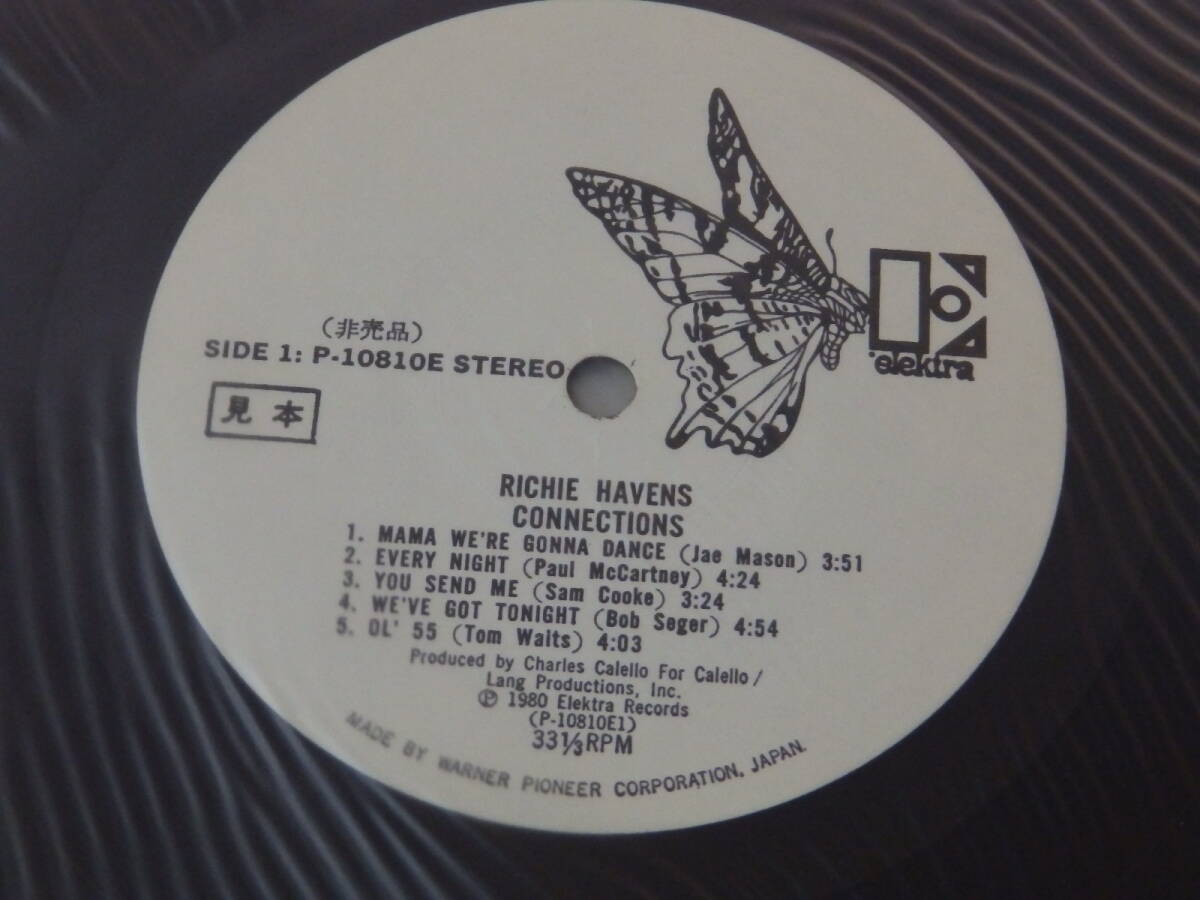 (非売品)
SIDE 1: P-10810E STEREO
見本
elektra
RICHIE HAVENS
CONNECTIONS
1. MAMA WE'RE GONNA DANCE (Jae Mason) 3:51
2. EVERY NIGHT (Paul McCartney) 4:24
3. YOU SEND ME (Sam Cooke) 3:24
4. WE'VE GOT TONIGHT (Bob Seger) 4:54
5. OL' 55 (Tom Waits) 4:03
Produced by Charles Calello For Calello/
Lang Productions, Inc.
℗ 1980 Elektra Records
(P-10810E1)
33⅓RPM
MADE BY WARNER PIONEER CORPORATION, JAPAN.